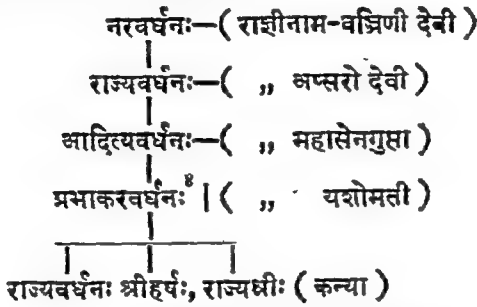 नरवर्धनः—( राज्ञीनाम-वज्रिणी देवी )
राज्यवर्धनः—( „ अप्सरो देवी )
आदित्यवर्धनः—( „ महासेनगुप्ता )
प्रभाकरवर्धनः⁸ | ( „ यशोमती )
राज्यवर्धनः श्रीहर्षः, राज्यश्रीः ( कन्या )